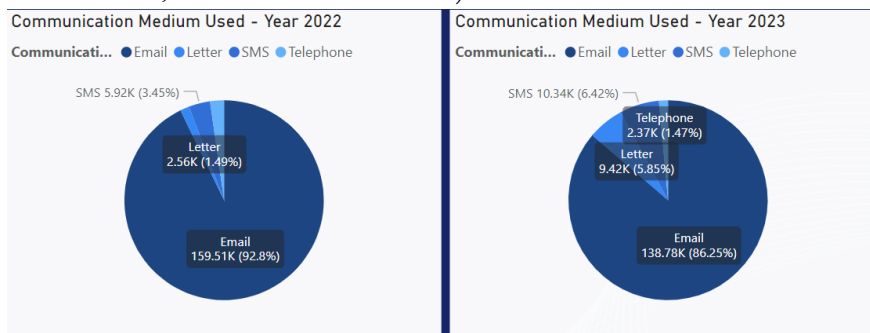 Communication Medium Used - Year 2022
Communicati... Email Letter SMS Telephone
SMS 5.92K (3.45%)
Letter
2.56K (1.49%)
Email
159.51K (92.8%)
Communication Medium Used - Year 2023
Communicati... Email Letter SMS Telephone
SMS 10.34K (6.42%)
Telephone
2.37K (1.47%)
Letter
9.42K (5.85%)
Email
138.78K (86.25%)